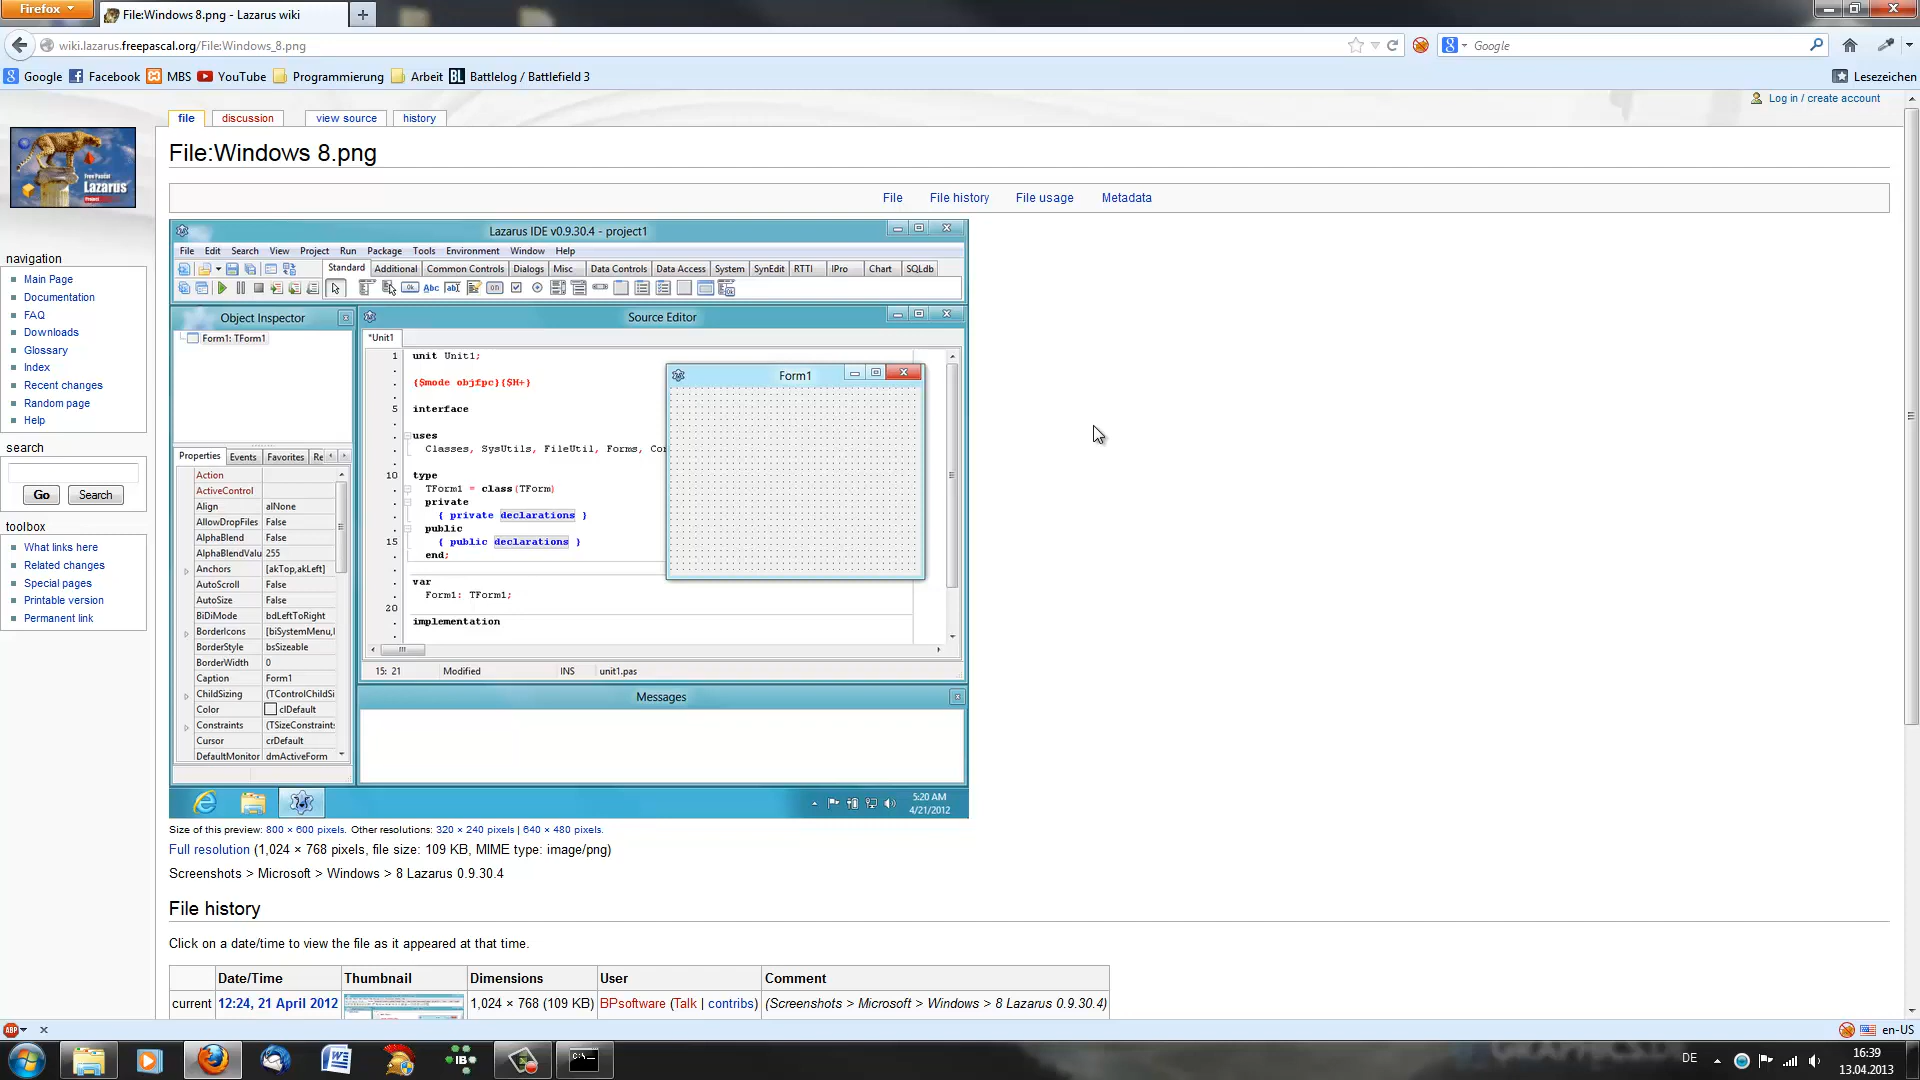 Firefox
File:Windows 8.png - Lazarus wiki
wiki.lazarus.freepascal.org/File:Windows_8.png
Google
Google Facebook MBS YouTube Programmierung Arbeit BL Battlelog / Battlefield 3
Lesezeichen
Log in / create account
file discussion view source history
Free Pascal
Lazarus
Project
File:Windows 8.png
File File history File usage Metadata
navigation
Main Page
Documentation
FAQ
Downloads
Glossary
Index
Recent changes
Random page
Help
search
Go Search
toolbox
What links here
Related changes
Special pages
Printable version
Permanent link
Lazarus IDE v0.9.30.4 - project1
File Edit Search View Project Run Package Tools Environment Window Help
Standard Additional Common Controls Dialogs Misc Data Controls Data Access System SynEdit RTTI IPro Chart SQLdb
Ok Abc abI on
Object Inspector
Form1: TForm1
Properties Events Favorites Re
Action
ActiveControl
Align alNone
AllowDropFiles False
AlphaBlend False
AlphaBlendValu 255
Anchors [akTop,akLeft]
AutoScroll False
AutoSize False
BiDiMode bdLeftToRight
BorderIcons [biSystemMenu,
BorderStyle bsSizeable
BorderWidth 0
Caption Form1
ChildSizing (TControlChildSi
Color clDefault
Constraints (TSizeConstraint
Cursor crDefault
DefaultMonitor dmActiveForm
Source Editor
*Unit1
1 unit Unit1;
{$mode objfpc}{$H+}
5 interface
uses
Classes, SysUtils, FileUtil, Forms, Con
10 type
TForm1 = class(TForm)
private
{ private declarations }
public
15 { public declarations }
end;
var
Form1: TForm1;
20
implementation
Form1
15: 21 Modified INS unit1.pas
Messages
5:20 AM
4/21/2012
Size of this preview: 800 × 600 pixels. Other resolutions: 320 × 240 pixels | 640 × 480 pixels.
Full resolution (1,024 × 768 pixels, file size: 109 KB, MIME type: image/png)
Screenshots > Microsoft > Windows > 8 Lazarus 0.9.30.4
File history
Click on a date/time to view the file as it appeared at that time.
Date/Time Thumbnail Dimensions User Comment
current 12:24, 21 April 2012 1,024 × 768 (109 KB) BPsoftware (Talk | contribs) (Screenshots > Microsoft > Windows > 8 Lazarus 0.9.30.4)
ABP
en-US
IB
C:\
DE
16:39
13.04.2013